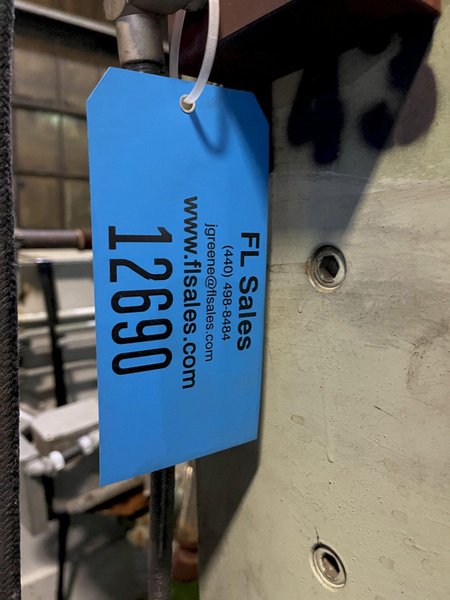 FL Sales
(440) 498-8484
jgreene@flsales.com
www.flsales.com
12690